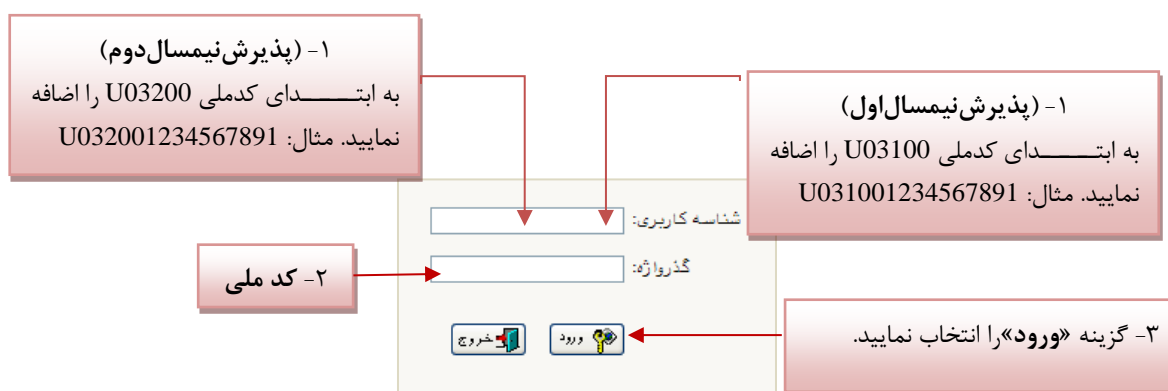 ۱- (پذیرش‌نیمسال‌اول)
به ابتـــــــدای کدملی U03100 را اضافه
نمایید. مثال: U031001234567891
۱- (پذیرش‌نیمسال‌دوم)
به ابتـــــــدای کدملی U03200 را اضافه
نمایید. مثال: U032001234567891
شناسه کاربری:
گذرواژه:
۲- کد ملی
ورود
خروج
۳- گزینه «ورود»را انتخاب نمایید.